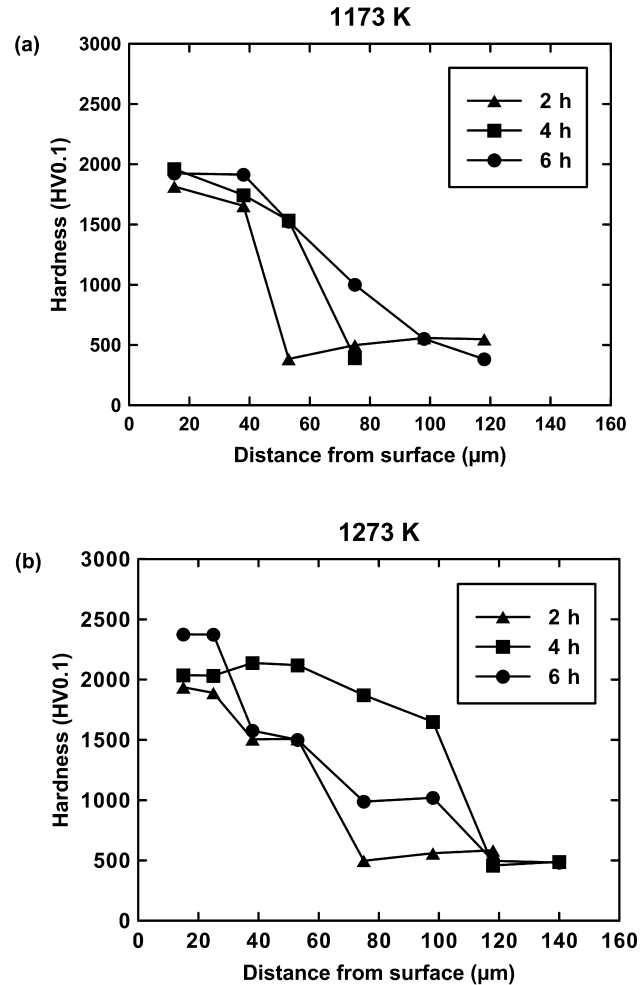 1173 K
(a)
3000
2500
2000
1500
1000
500
0
Hardness (HV0.1)
2 h
4 h
6 h
0 20 40 60 80 100 120 140 160
Distance from surface (µm)
1273 K
(b)
3000
2500
2000
1500
1000
500
0
Hardness (HV0.1)
2 h
4 h
6 h
0 20 40 60 80 100 120 140 160
Distance from surface (µm)